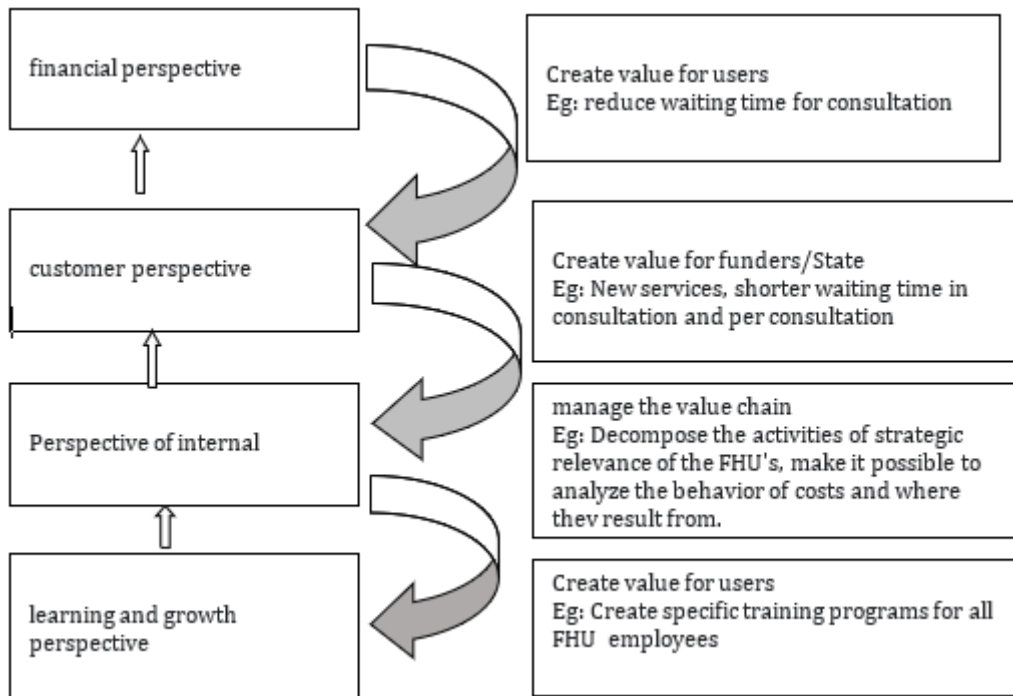 financial perspective
Create value for users
Eg: reduce waiting time for consultation
customer perspective
Create value for funders/State
Eg: New services, shorter waiting time in
consultation and per consultation
Perspective of internal
manage the value chain
Eg: Decompose the activities of strategic
relevance of the FHU's, make it possible to
analyze the behavior of costs and where
they result from.
learning and growth
perspective
Create value for users
Eg: Create specific training programs for all
FHU employees